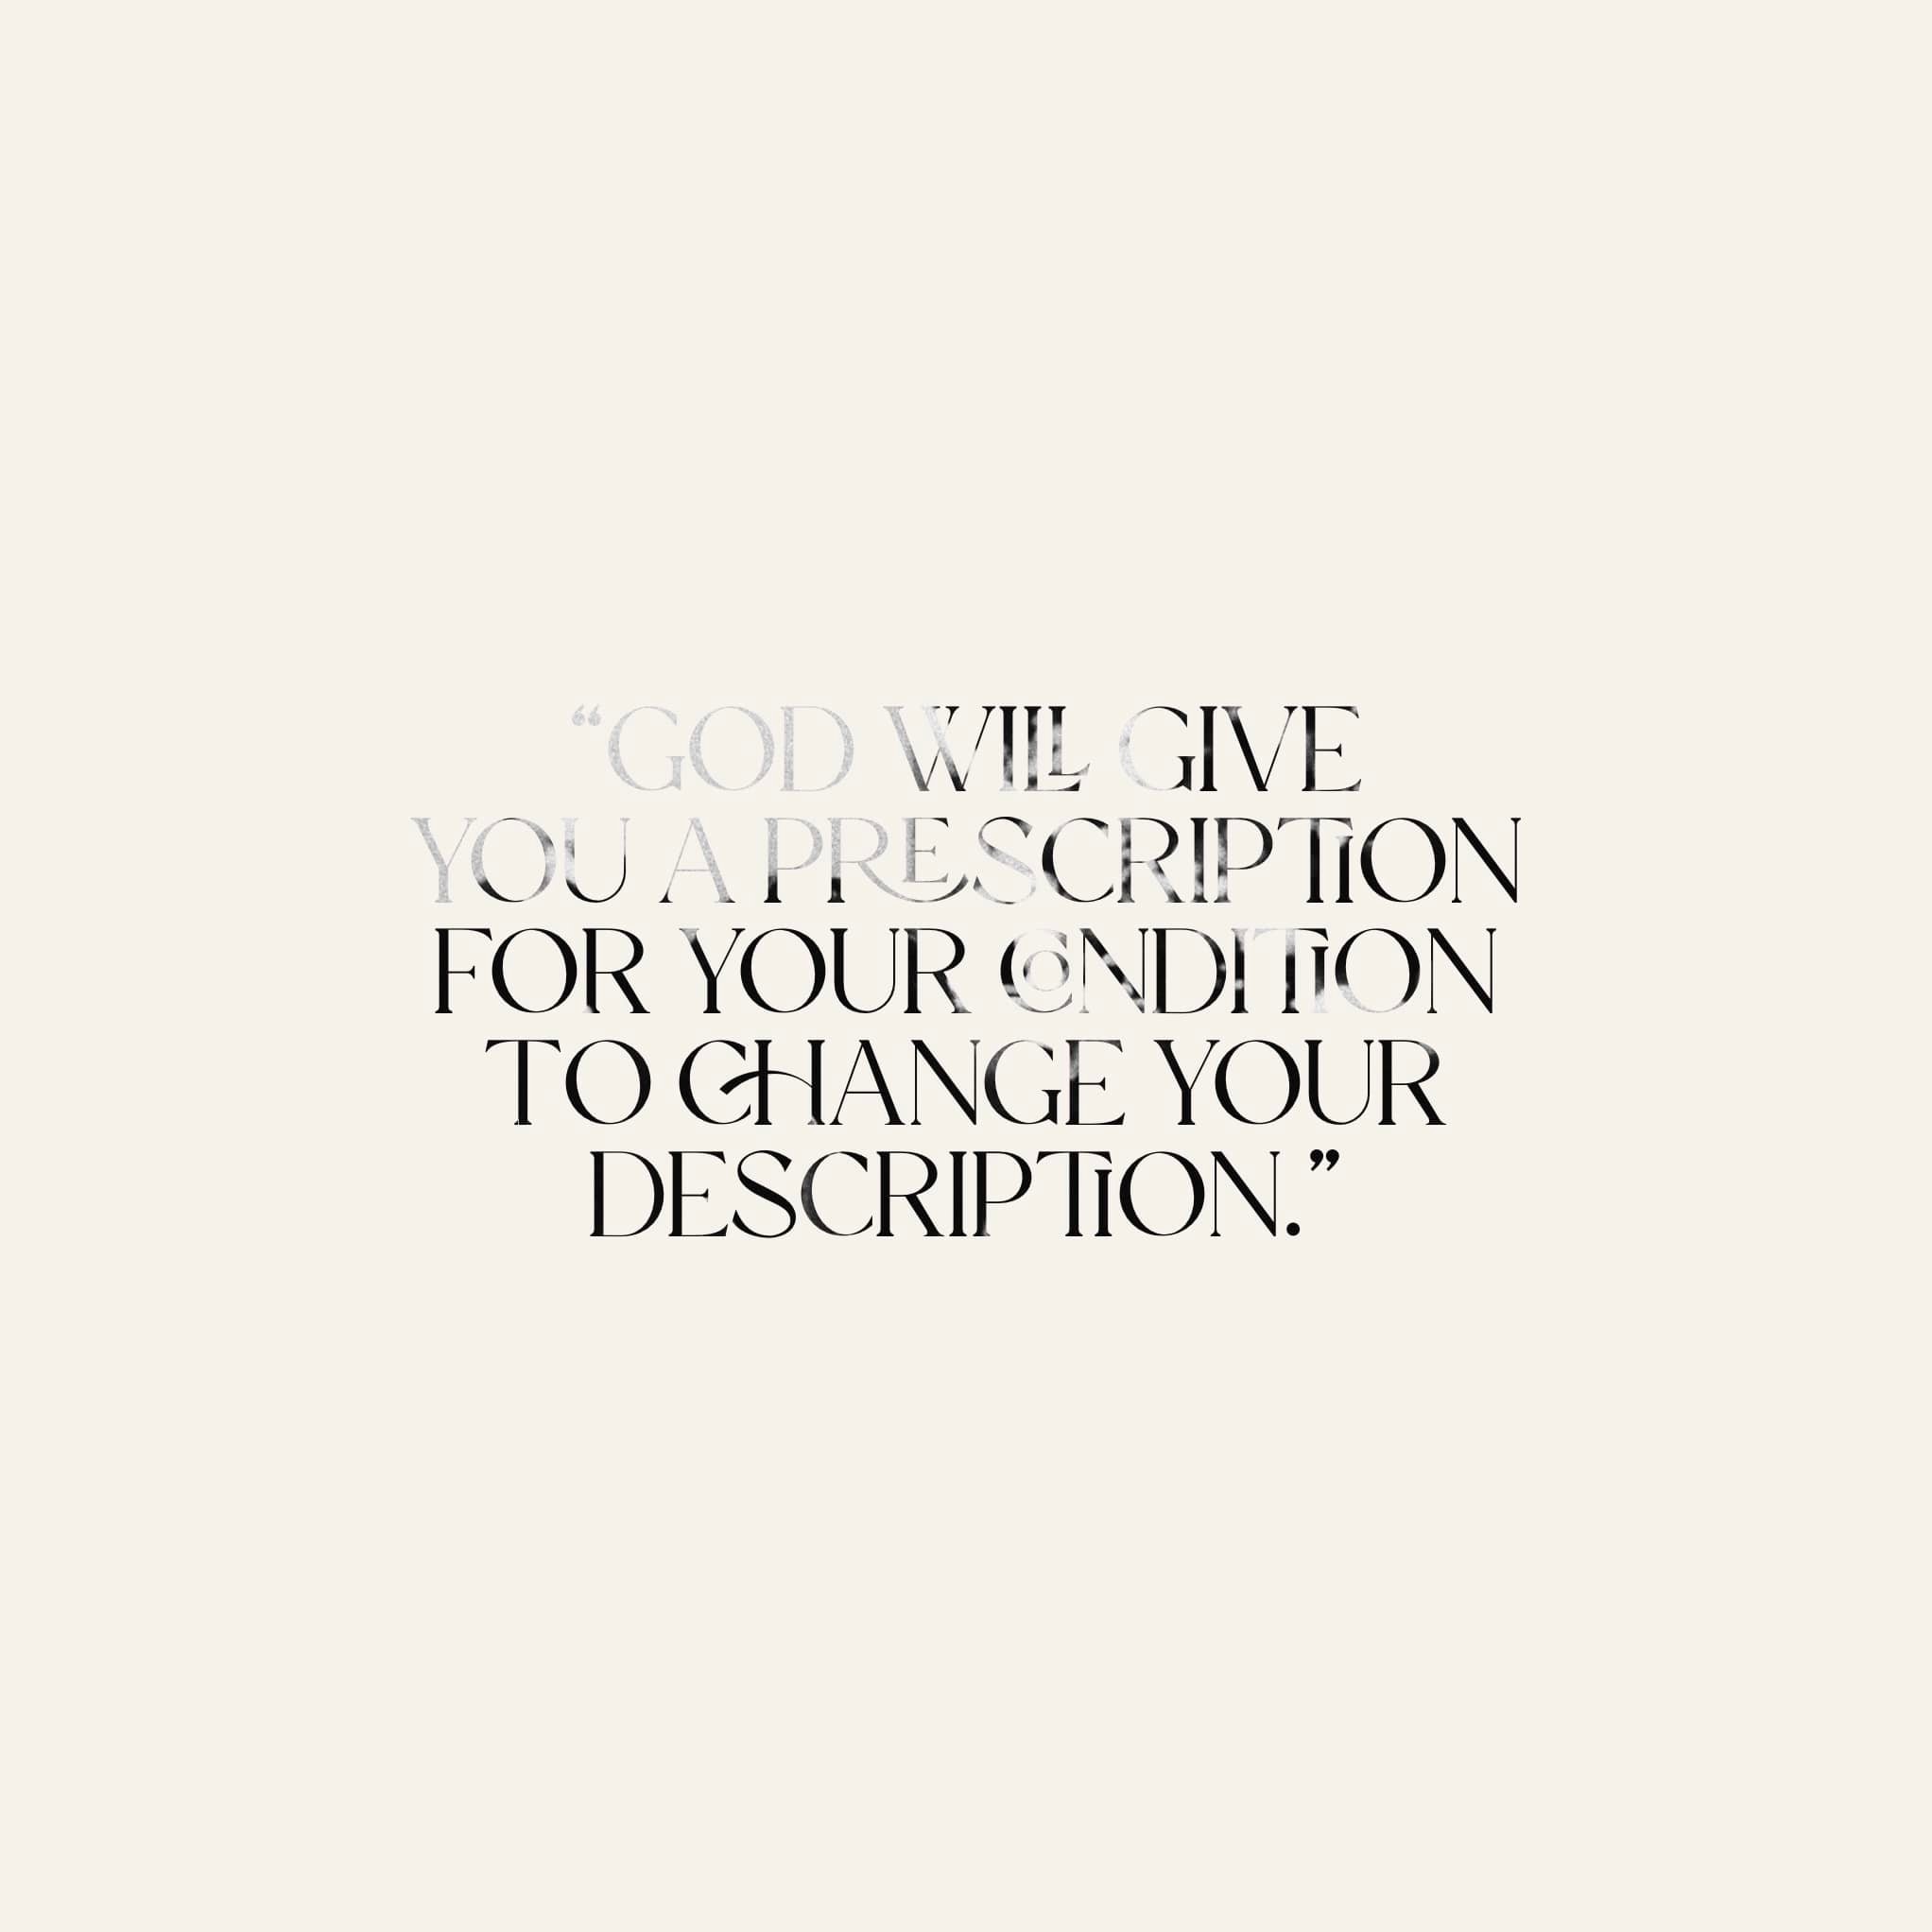 “GOD WILL GIVE
YOU A PRESCRIPTION
FOR YOUR CONDITION
TO CHANGE YOUR
DESCRIPTION.”